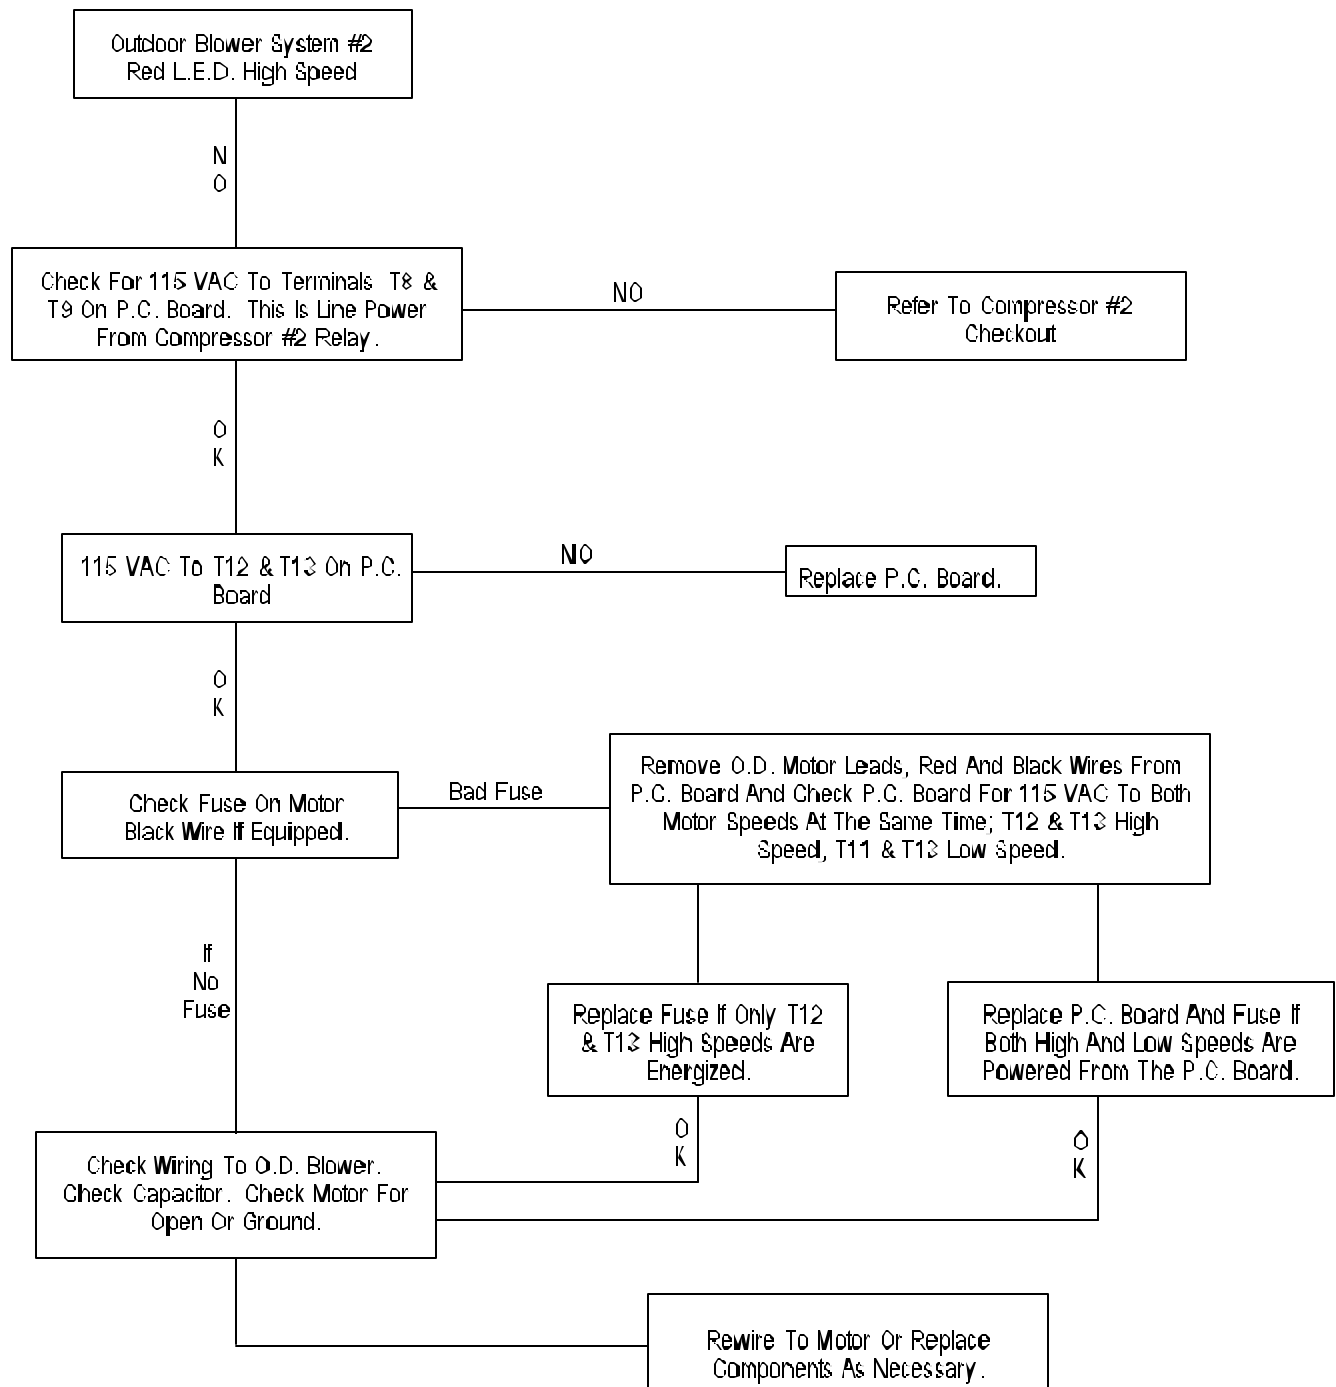 Outdoor Blower System #2
Red L.E.D. High Speed
N
O
Check For 115 VAC To Terminals T8 &
T9 On P.C. Board. This Is Line Power
From Compressor #2 Relay.
NO
Refer To Compressor #2
Checkout
O
K
115 VAC To T12 & T13 On P.C.
Board
NO
Replace P.C. Board.
O
K
Check Fuse On Motor
Black Wire If Equipped.
Bad Fuse
Remove O.D. Motor Leads, Red And Black Wires From
P.C. Board And Check P.C. Board For 115 VAC To Both
Motor Speeds At The Same Time; T12 & T13 High
Speed, T11 & T13 Low Speed.
If
No
Fuse
Replace Fuse If Only T12
& T13 High Speeds Are
Energized.
Replace P.C. Board And Fuse If
Both High And Low Speeds Are
Powered From The P.C. Board.
O
K
O
K
Check Wiring To O.D. Blower.
Check Capacitor. Check Motor For
Open Or Ground.
Rewire To Motor Or Replace
Components As Necessary.